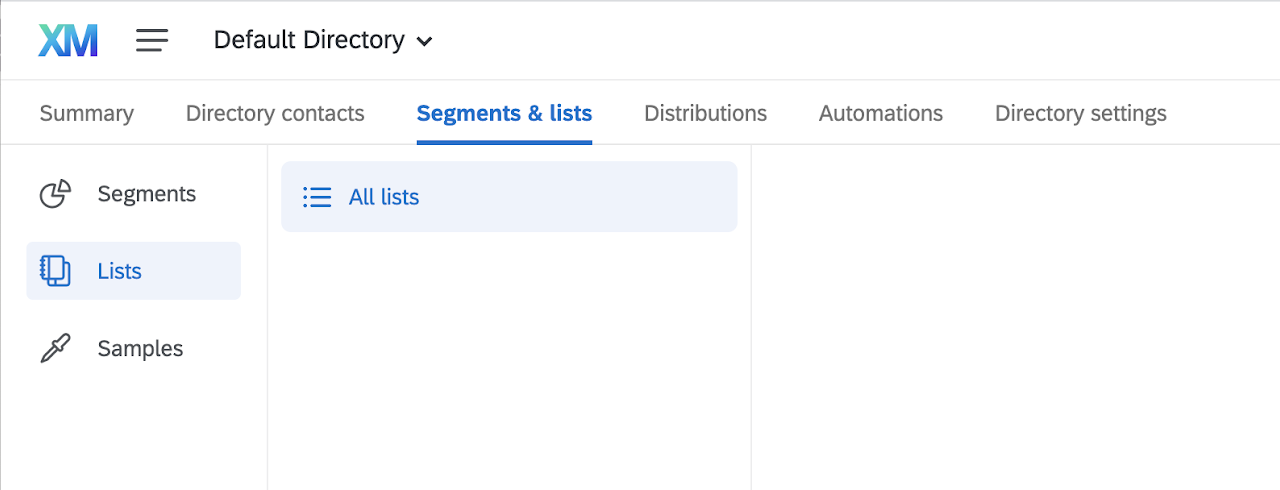 XM
Default Directory
Summary Directory contacts Segments & lists Distributions Automations Directory settings
Segments
All lists
Lists
Samples